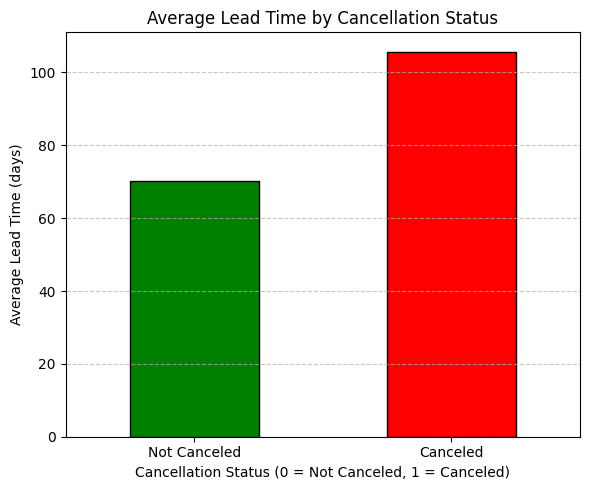 Average Lead Time by Cancellation Status
Average Lead Time (days)
100
80
60
40
20
0
Not Canceled
Canceled
Cancellation Status (0 = Not Canceled, 1 = Canceled)